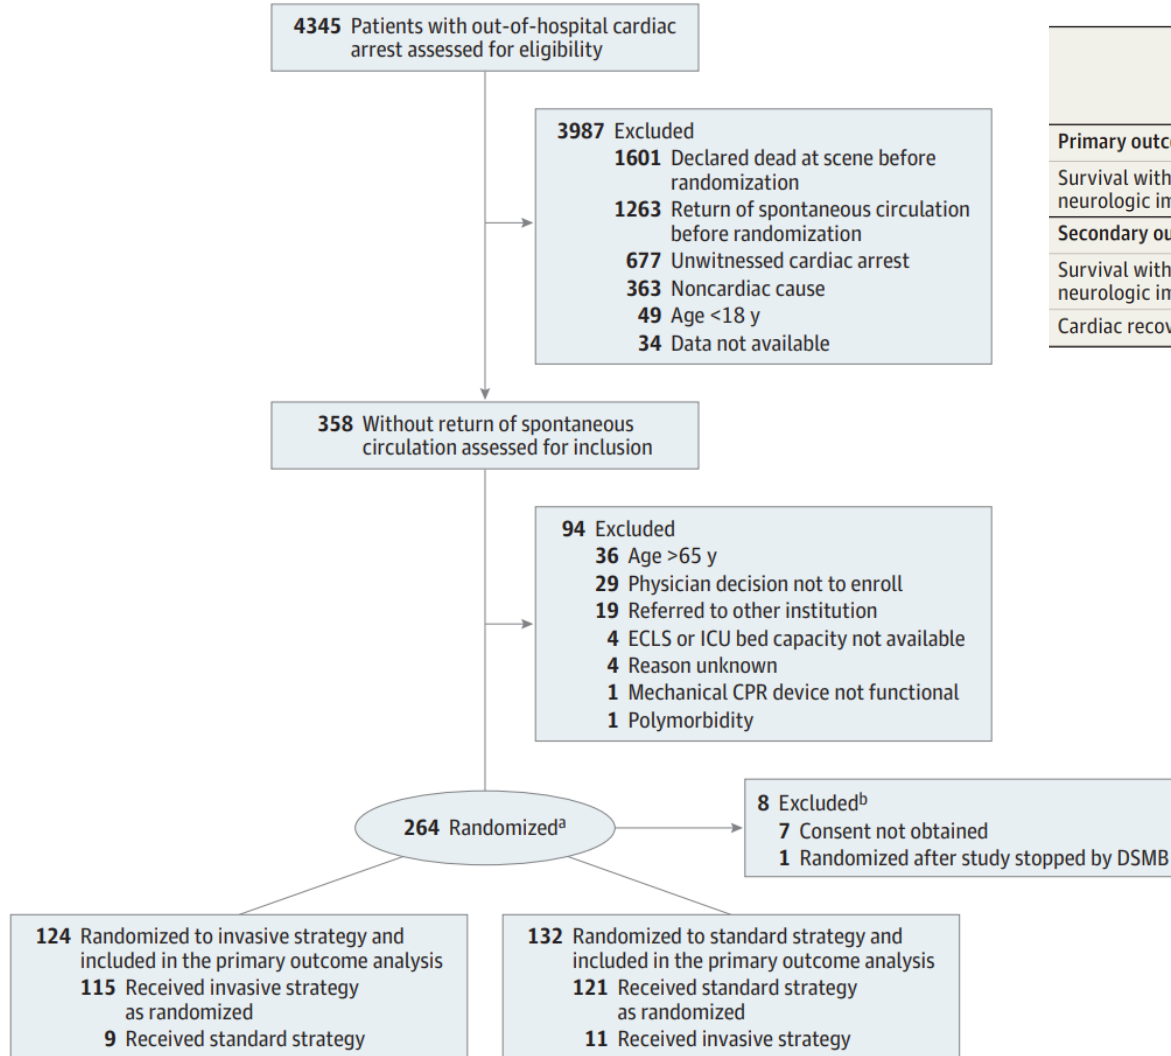 4345 Patients with out-of-hospital cardiac
arrest assessed for eligibility
3987 Excluded
1601 Declared dead at scene before
randomization
1263 Return of spontaneous circulation
before randomization
677 Unwitnessed cardiac arrest
363 Noncardiac cause
49 Age <18 y
34 Data not available
358 Without return of spontaneous
circulation assessed for inclusion
94 Excluded
36 Age >65 y
29 Physician decision not to enroll
19 Referred to other institution
4 ECLS or ICU bed capacity not available
4 Reason unknown
1 Mechanical CPR device not functional
1 Polymorbidity
264 Randomizedᵃ
8 Excludedᵇ
7 Consent not obtained
1 Randomized after study stopped by DSMB
124 Randomized to invasive strategy and
included in the primary outcome analysis
115 Received invasive strategy
as randomized
9 Received standard strategy
132 Randomized to standard strategy and
included in the primary outcome analysis
121 Received standard strategy
as randomized
11 Received invasive strategy
Primary
Survival with
neurologic
Secondary
Survival with
neurologic
Cardiac